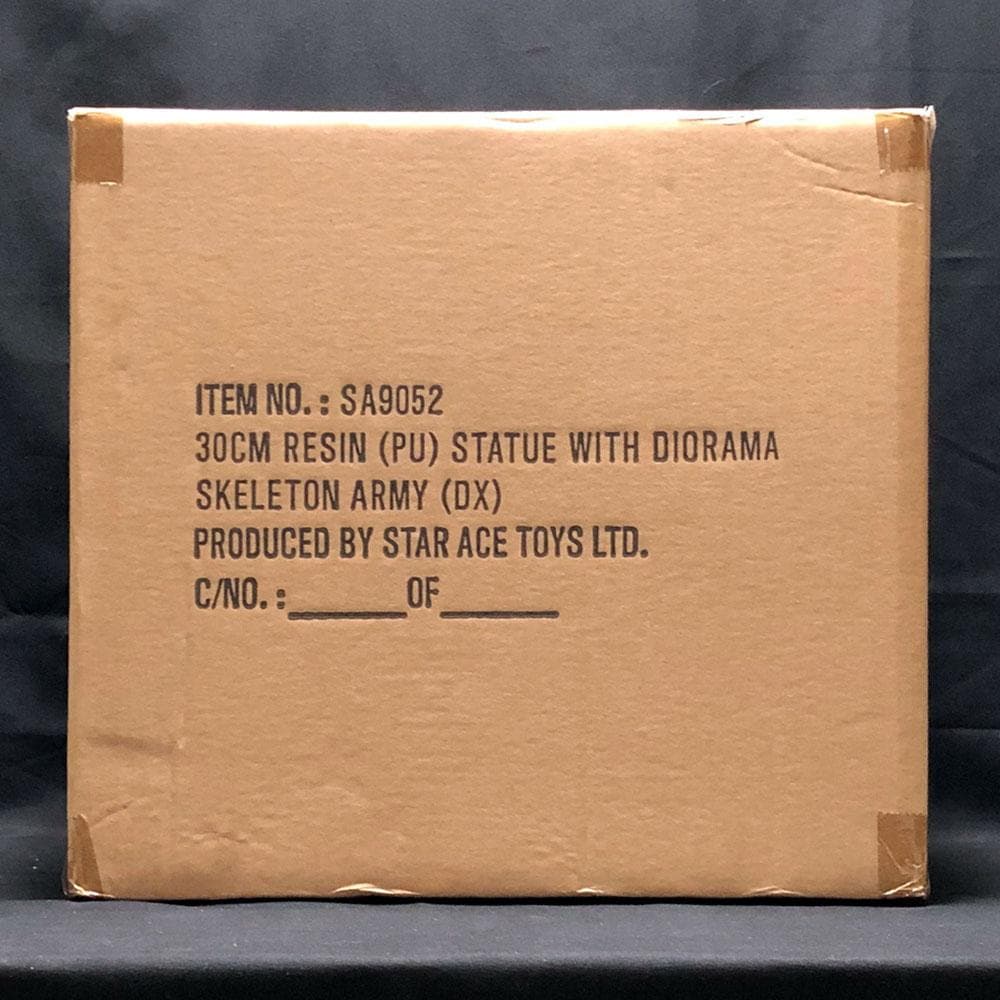 ITEM NO. : SA9052
30CM RESIN (PU) STATUE WITH DIORAMA
SKELETON ARMY (DX)
PRODUCED BY STAR ACE TOYS LTD.
C/NO. :______OF______